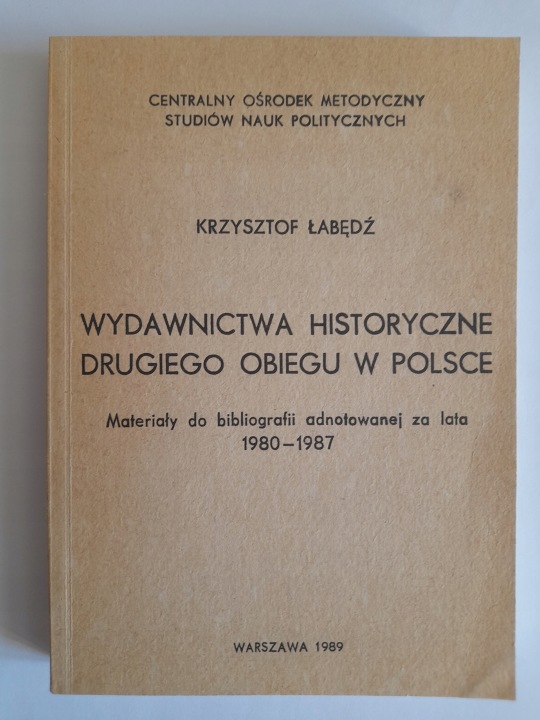 CENTRALNY OŚRODEK METODYCZNY
STUDIÓW NAUK POLITYCZNYCH
KRZYSZTOF ŁABĘDŹ
WYDAWNICTWA HISTORYCZNE
DRUGIEGO OBIEGU W POLSCE
Materiały do bibliografii adnotowanej za lata
1980–1987
WARSZAWA 1989